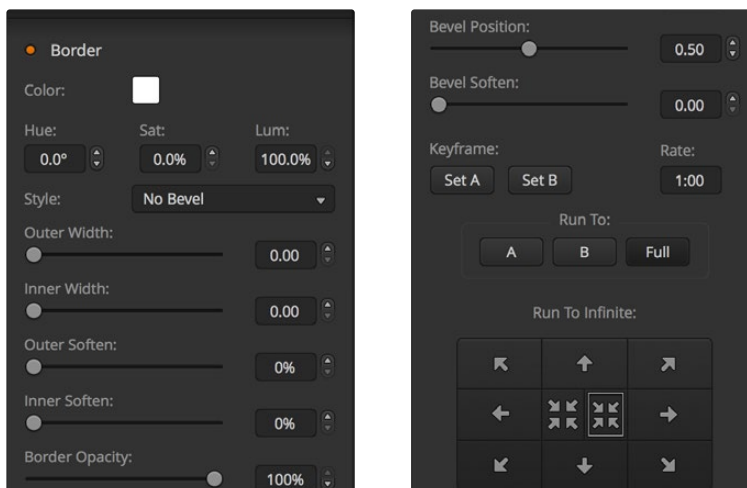 Border
Color:
Hue: Sat: Lum:
0.0° 0.0% 100.0%
Style: No Bevel
Outer Width:
0.00
Inner Width:
0.00
Outer Soften:
0%
Inner Soften:
0%
Border Opacity:
100%
Bevel Position:
0.50
Bevel Soften:
0.00
Keyframe: Rate:
Set A Set B 1:00
Run To:
A B Full
Run To Infinite: